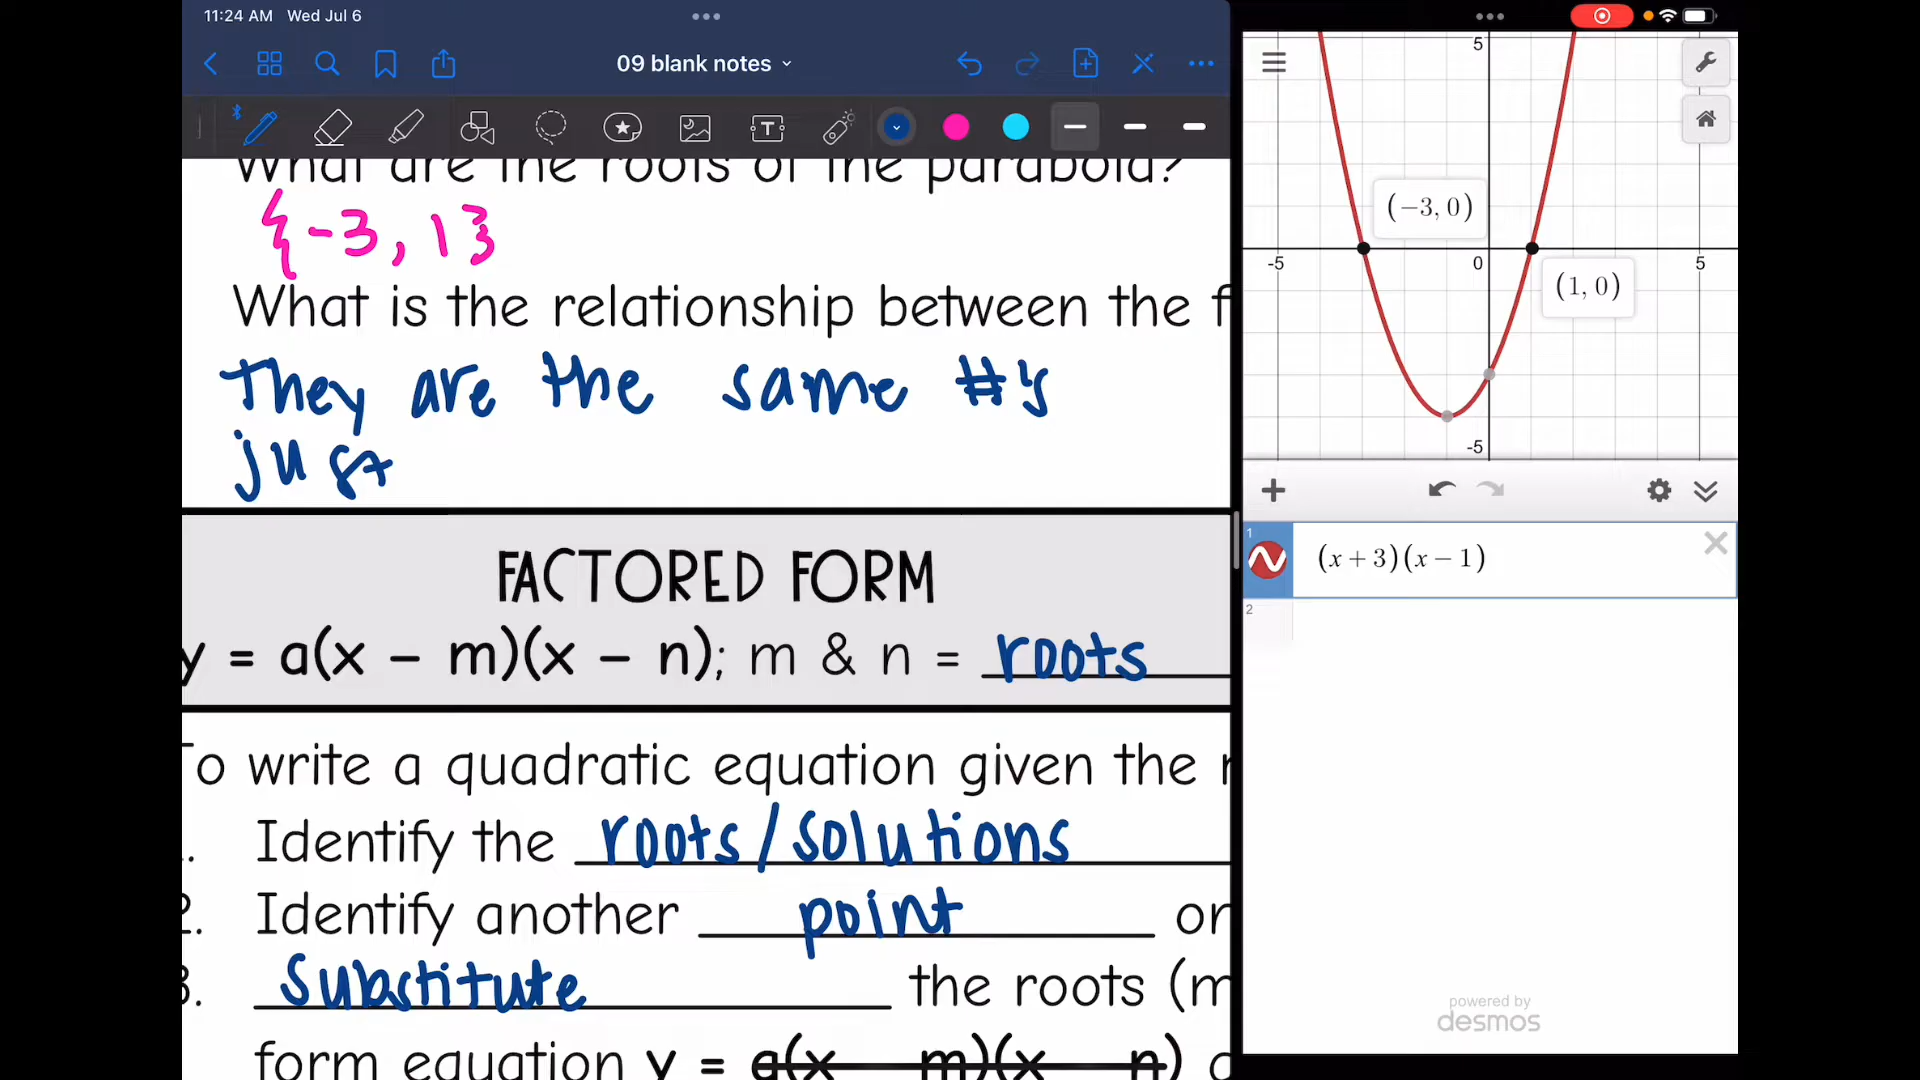 11:24 AM Wed Jul 6
09 blank notes
What are the roots of the parabola?
{-3, 1}
What is the relationship between the f
They are the same #'s
just
FACTORED FORM
y = a(x – m)(x – n); m & n = roots
To write a quadratic equation given the
1. Identify the roots/solutions
2. Identify another point or
3. Substitute the roots (m
form equation y = a(x – m)(x – n)
5
(−3, 0)
-5 0 5
(1, 0)
-5
1
(x + 3)(x − 1)
2
powered by
desmos